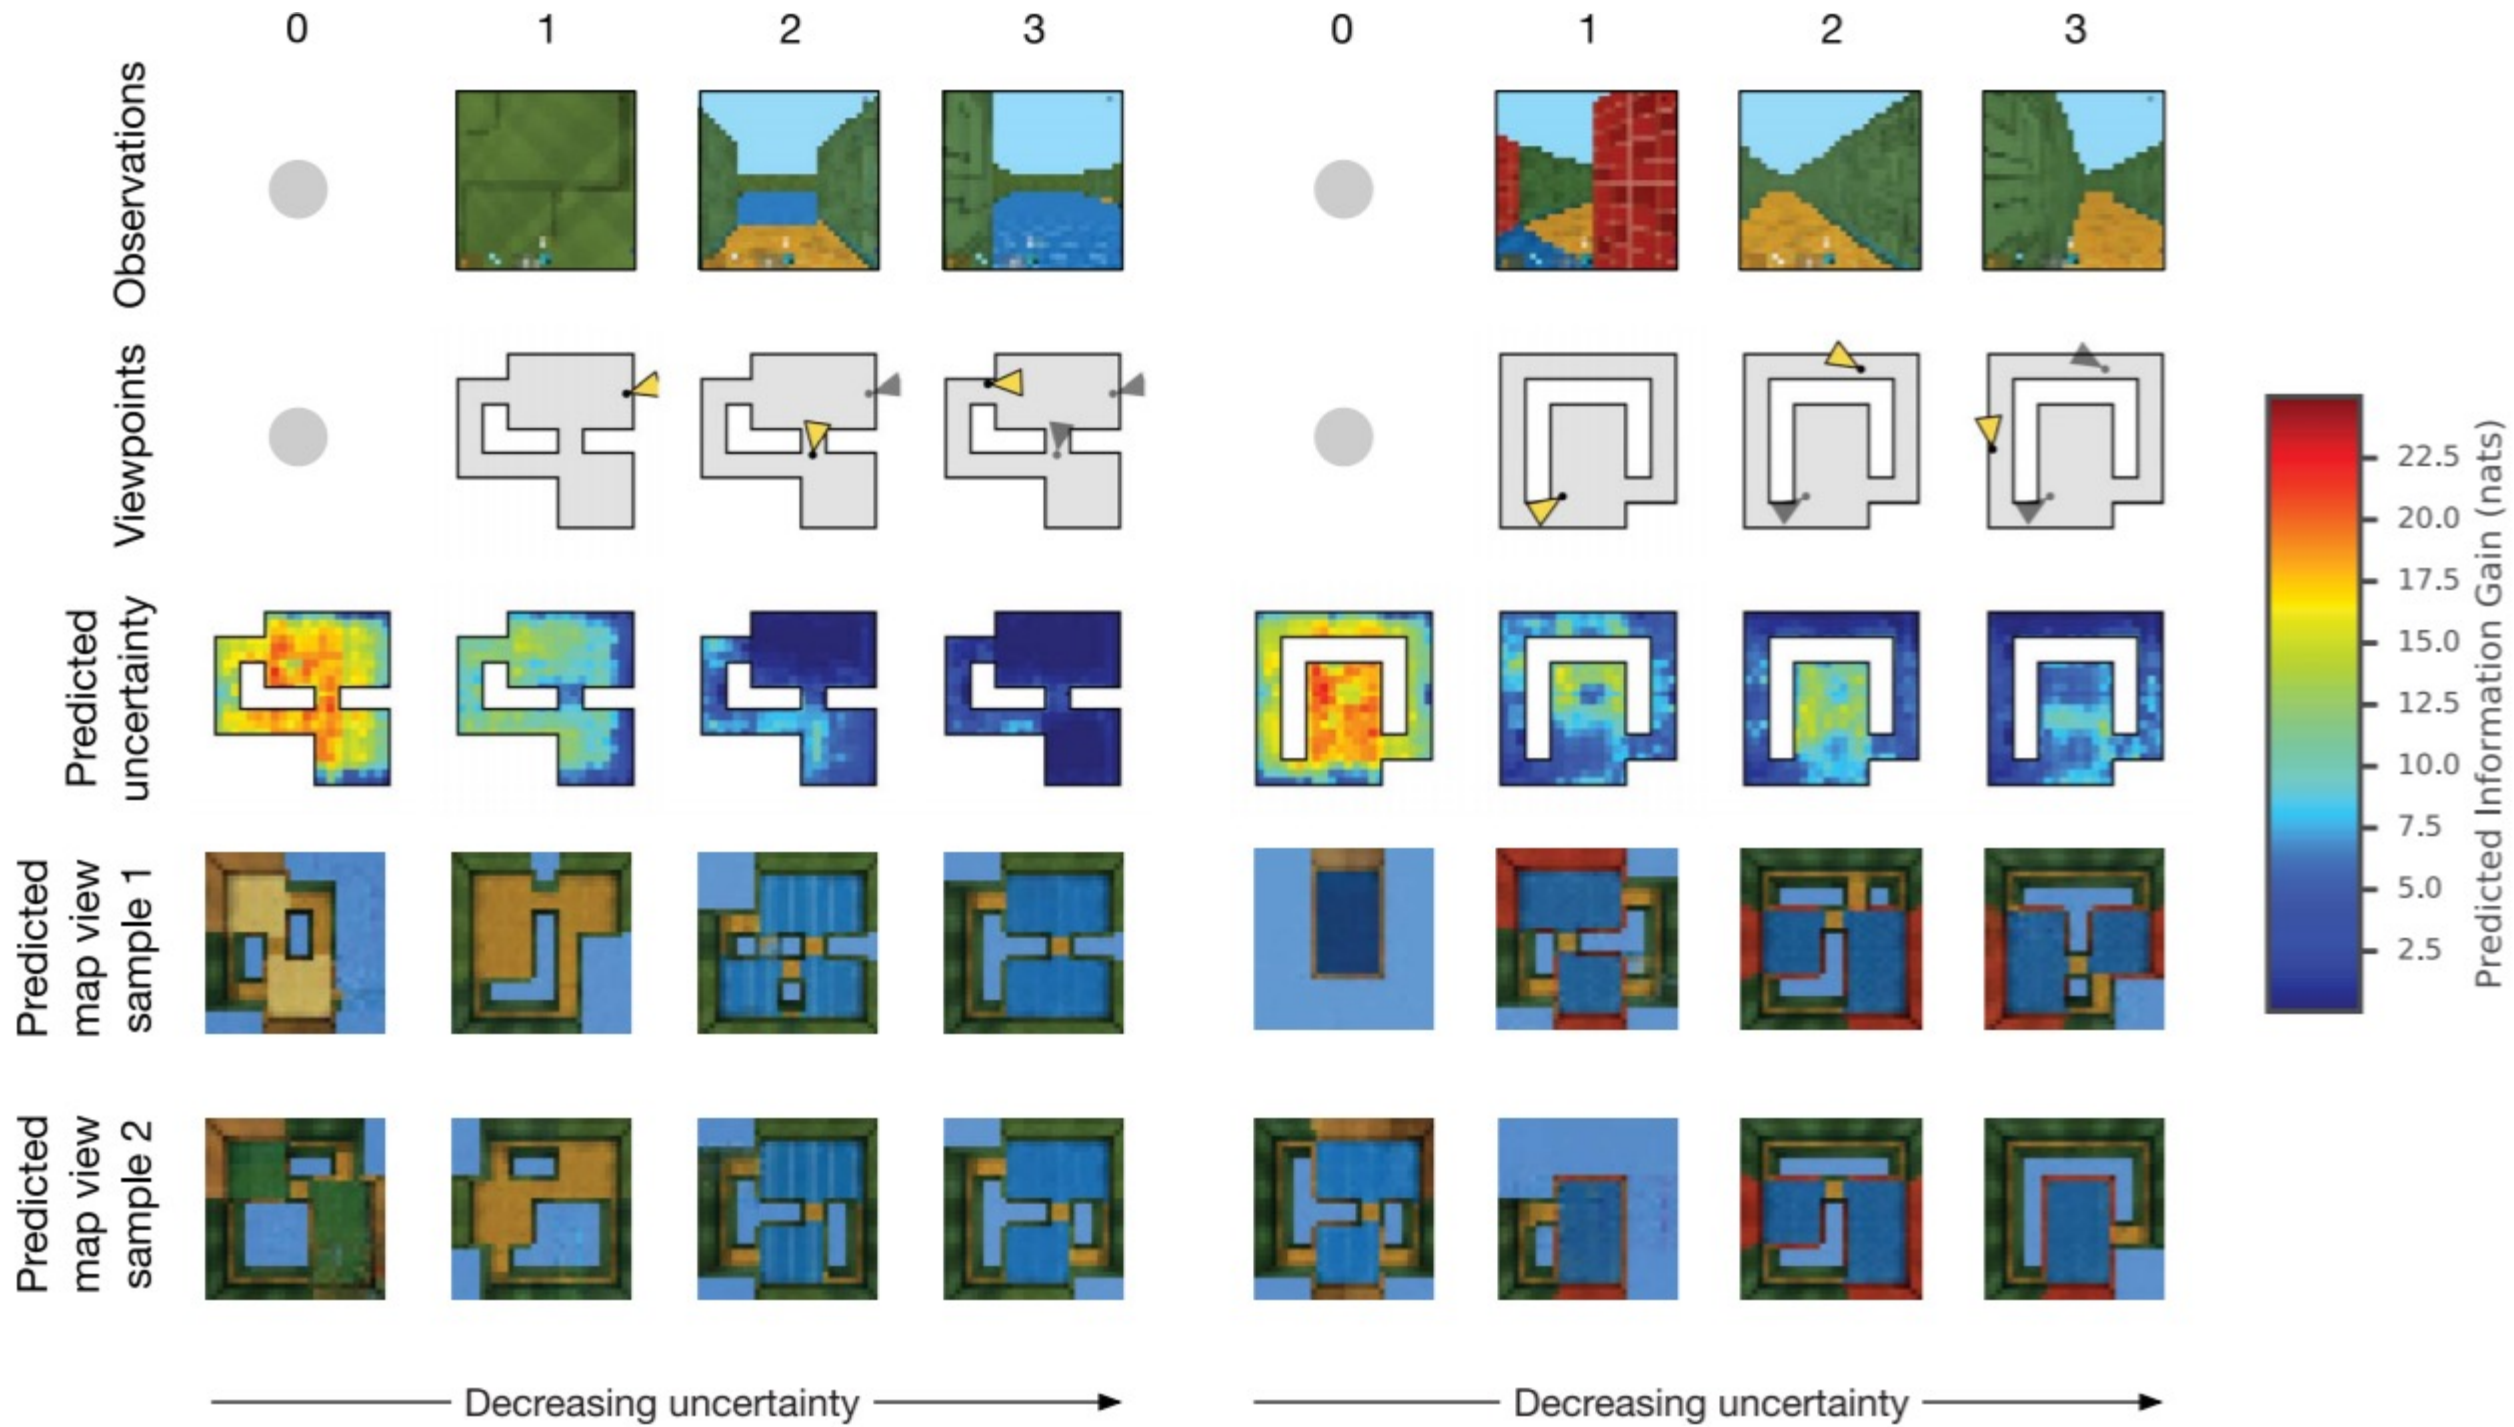 0 1 2 3 0 1 2 3
Observations
Viewpoints
Predicted
uncertainty
Predicted
map view
sample 1
Predicted
map view
sample 2
22.5
20.0
17.5
15.0
12.5
10.0
7.5
5.0
2.5
Predicted Information Gain (nats)
Decreasing uncertainty
Decreasing uncertainty